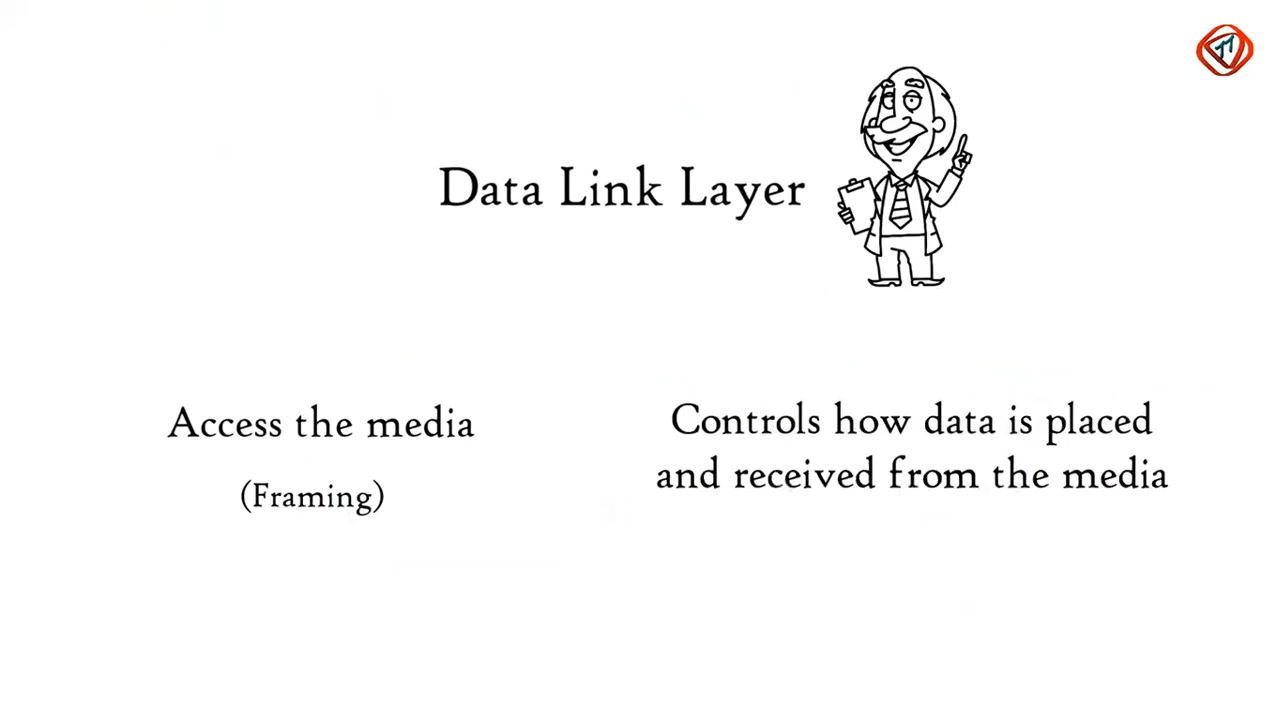 Data Link Layer
Access the media
(Framing)
Controls how data is placed
and received from the media